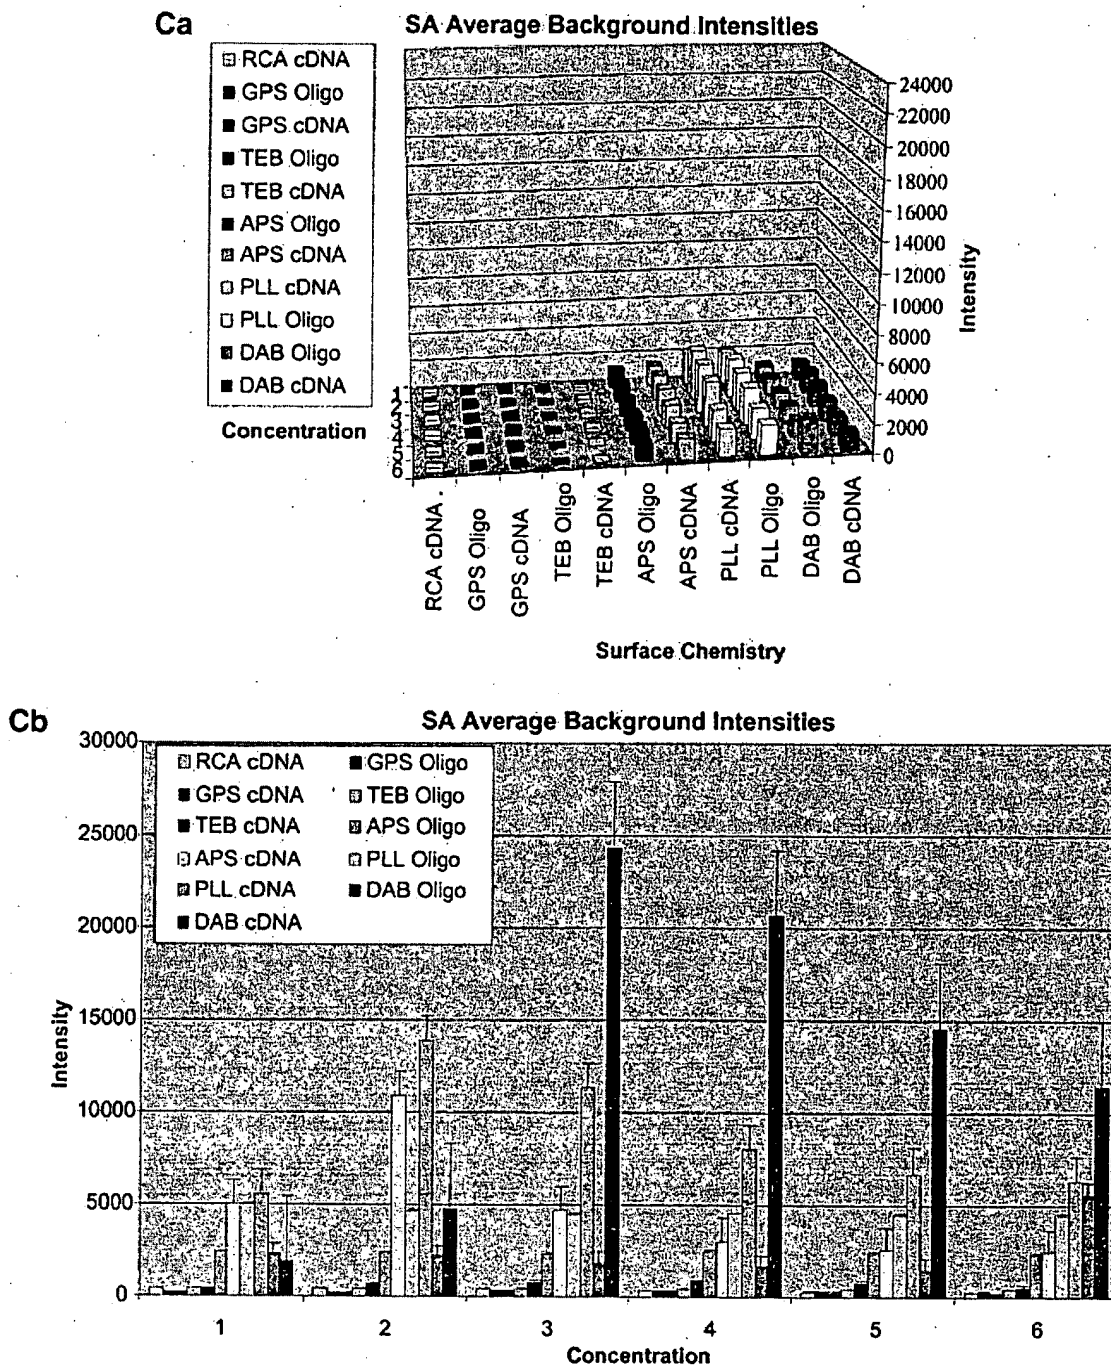 Ca
SA Average Background Intensities
RCA cDNA
GPS Oligo
GPS cDNA
TEB Oligo
TEB cDNA
APS Oligo
APS cDNA
PLL cDNA
PLL Oligo
DAB Oligo
DAB cDNA
Concentration
1
2
3
4
5
6
24000
22000
20000
18000
16000
14000
12000
10000
8000
6000
4000
2000
0
Intensity
RCA cDNA
GPS Oligo
GPS cDNA
TEB Oligo
TEB cDNA
APS Oligo
APS cDNA
PLL cDNA
PLL Oligo
DAB Oligo
DAB cDNA
Surface Chemistry
Cb
SA Average Background Intensities
30000
25000
20000
15000
10000
5000
0
Intensity
RCA cDNA GPS Oligo
GPS cDNA TEB Oligo
TEB cDNA APS Oligo
APS cDNA PLL Oligo
PLL cDNA DAB Oligo
DAB cDNA
1 2 3 4 5 6
Concentration